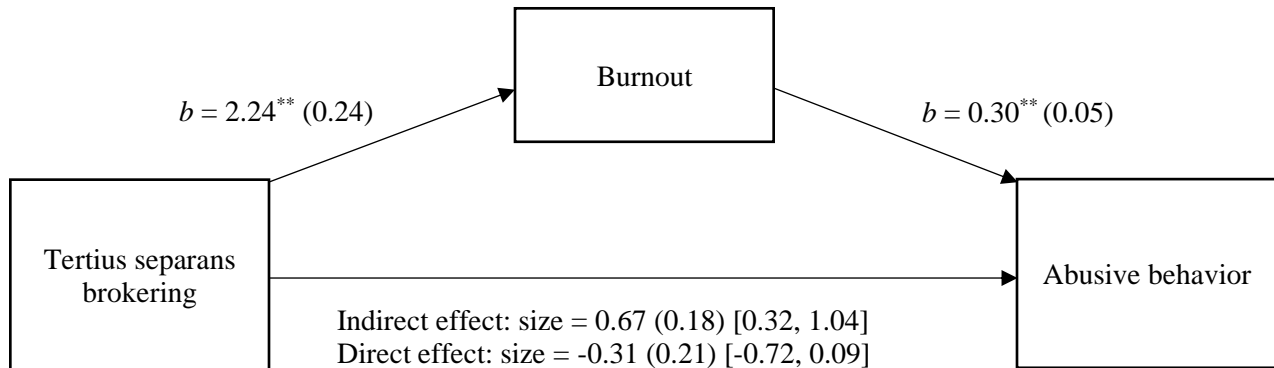 Burnout
b = 2.24** (0.24)
b = 0.30** (0.05)
Tertius separans
brokering
Abusive behavior
Indirect effect: size = 0.67 (0.18) [0.32, 1.04]
Direct effect: size = -0.31 (0.21) [-0.72, 0.09]